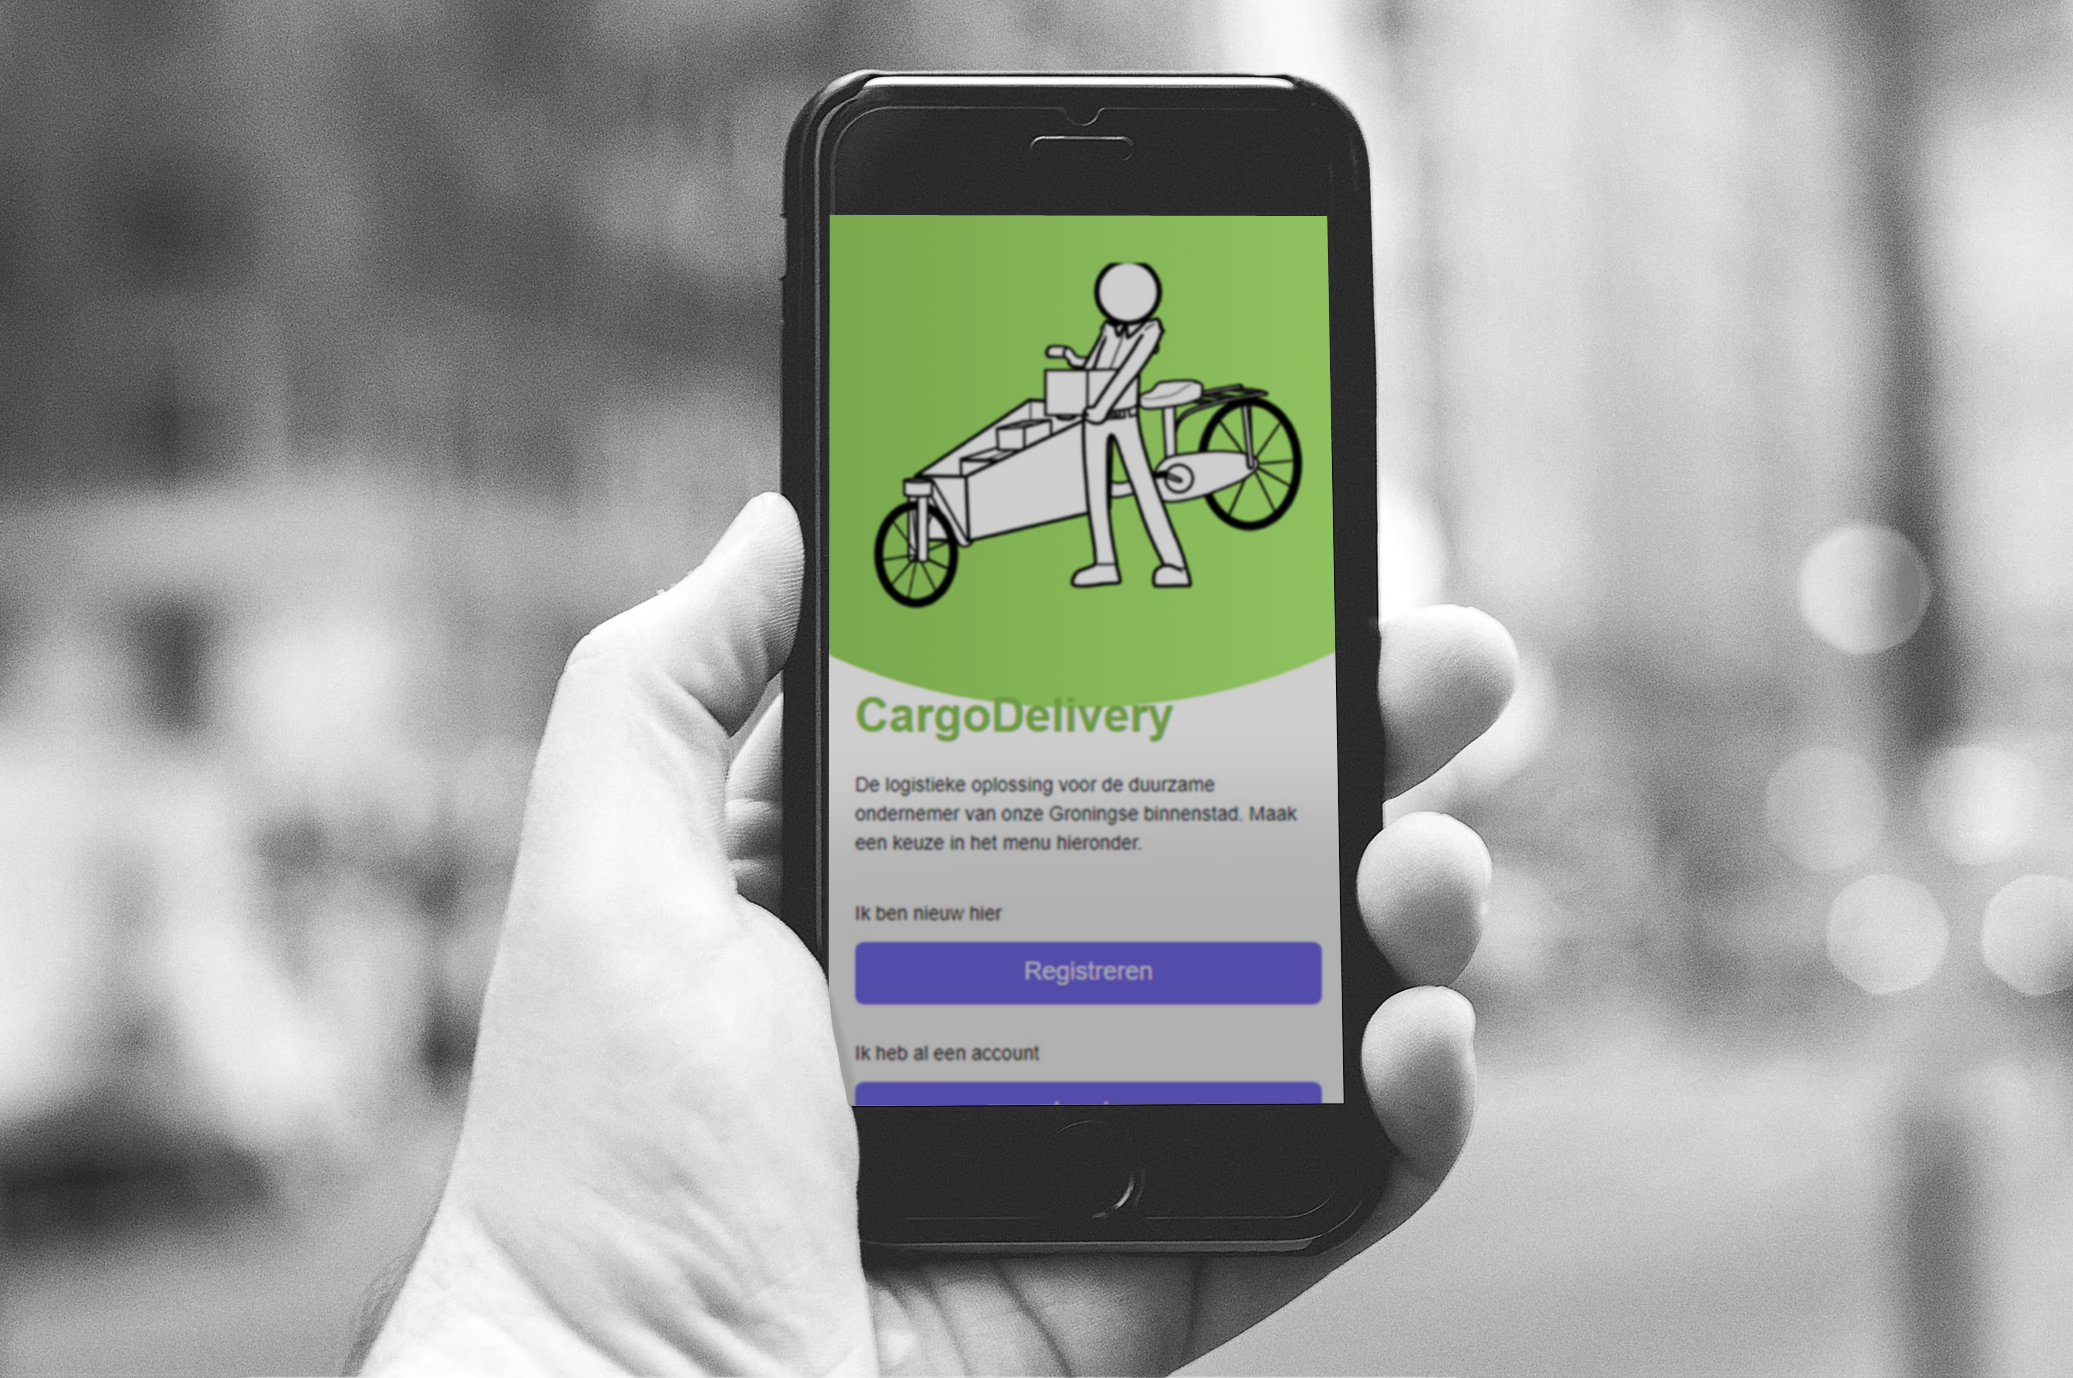 CargoDelivery
De logistieke oplossing voor de duurzame
ondernemer van onze Groningse binnenstad. Maak
een keuze in het menu hieronder.
Ik ben nieuw hier
Registreren
Ik heb al een account